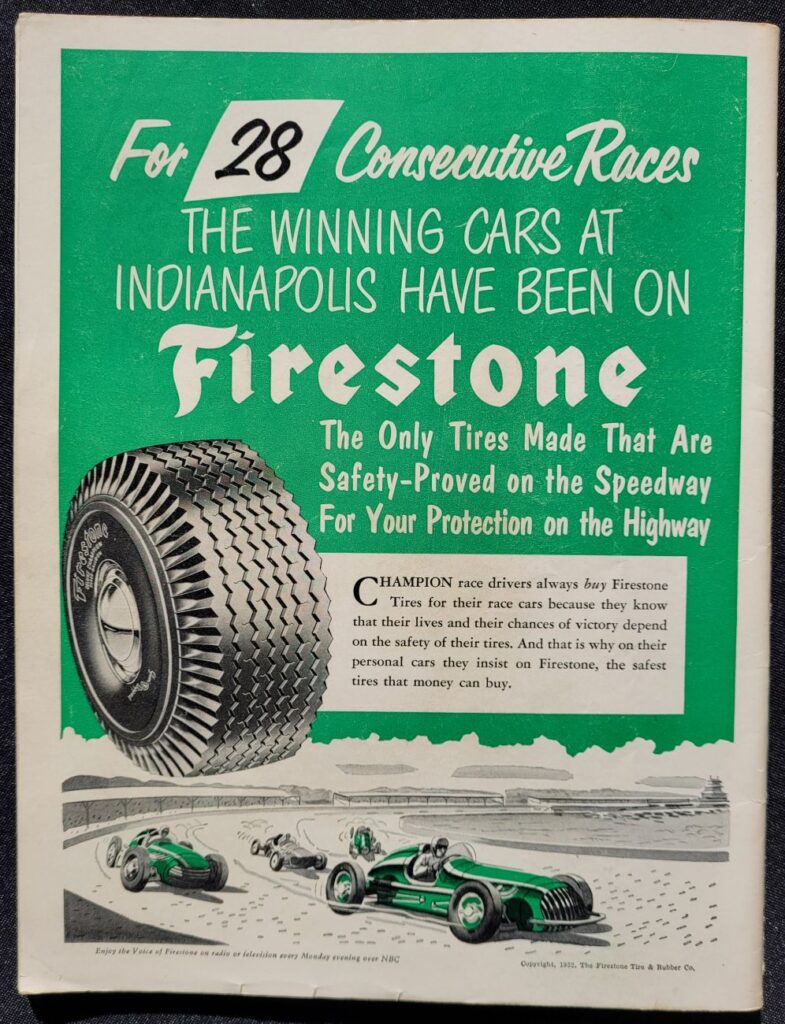 For 28 Consecutive Races
THE WINNING CARS AT
INDIANAPOLIS HAVE BEEN ON
Firestone
The Only Tires Made That Are
Safety-Proved on the Speedway
For Your Protection on the Highway
CHAMPION race drivers always buy Firestone
Tires for their race cars because they know
that their lives and their chances of victory depend
on the safety of their tires. And that is why on their
personal cars they insist on Firestone, the safest
tires that money can buy.
Firestone
Enjoy the Voice of Firestone on radio or television every Monday evening over NBC
Copyright, 1952, The Firestone Tire & Rubber Co.